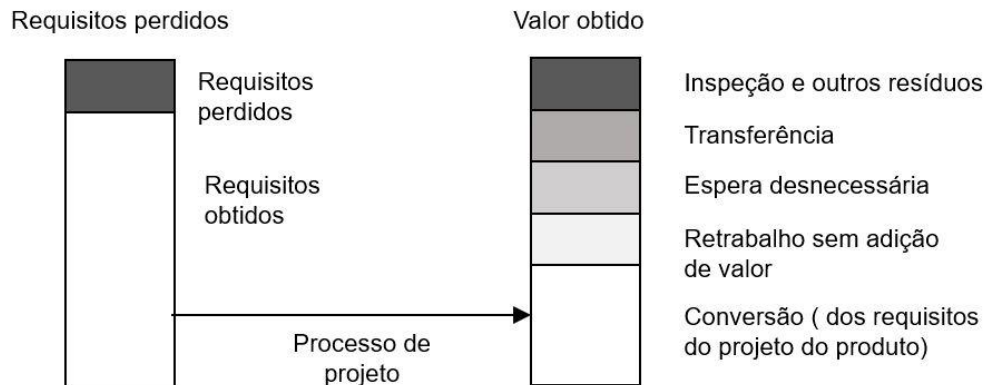 Requisitos perdidos
Valor obtido
Requisitos
perdidos
Requisitos
obtidos
Processo de
projeto
Inspeção e outros resíduos
Transferência
Espera desnecessária
Retrabalho sem adição
de valor
Conversão ( dos requisitos
do projeto do produto)